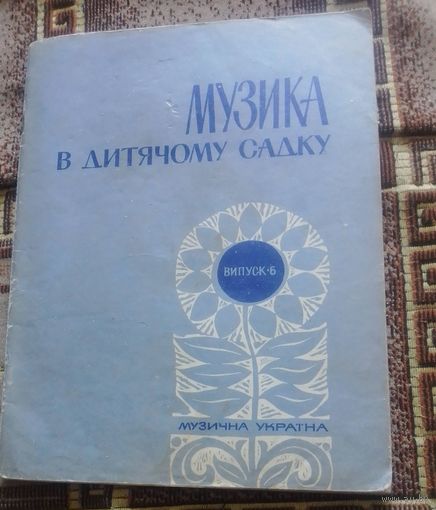 МУЗИКА
В ДИТЯЧОМУ САДКУ
ВИПУСК·6
МУЗИЧНА УКРАЇНА